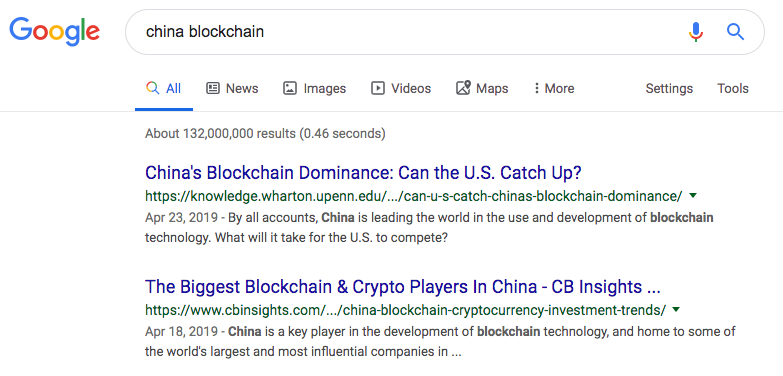 Google
china blockchain
All News Images Videos Maps More Settings Tools
About 132,000,000 results (0.46 seconds)
China's Blockchain Dominance: Can the U.S. Catch Up?
https://knowledge.wharton.upenn.edu/.../can-u-s-catch-chinas-blockchain-dominance/
Apr 23, 2019 - By all accounts, China is leading the world in the use and development of blockchain
technology. What will it take for the U.S. to compete?
The Biggest Blockchain & Crypto Players In China - CB Insights ...
https://www.cbinsights.com/.../china-blockchain-cryptocurrency-investment-trends/
Apr 18, 2019 - China is a key player in the development of blockchain technology, and home to some of
the world's largest and most influential companies in ...